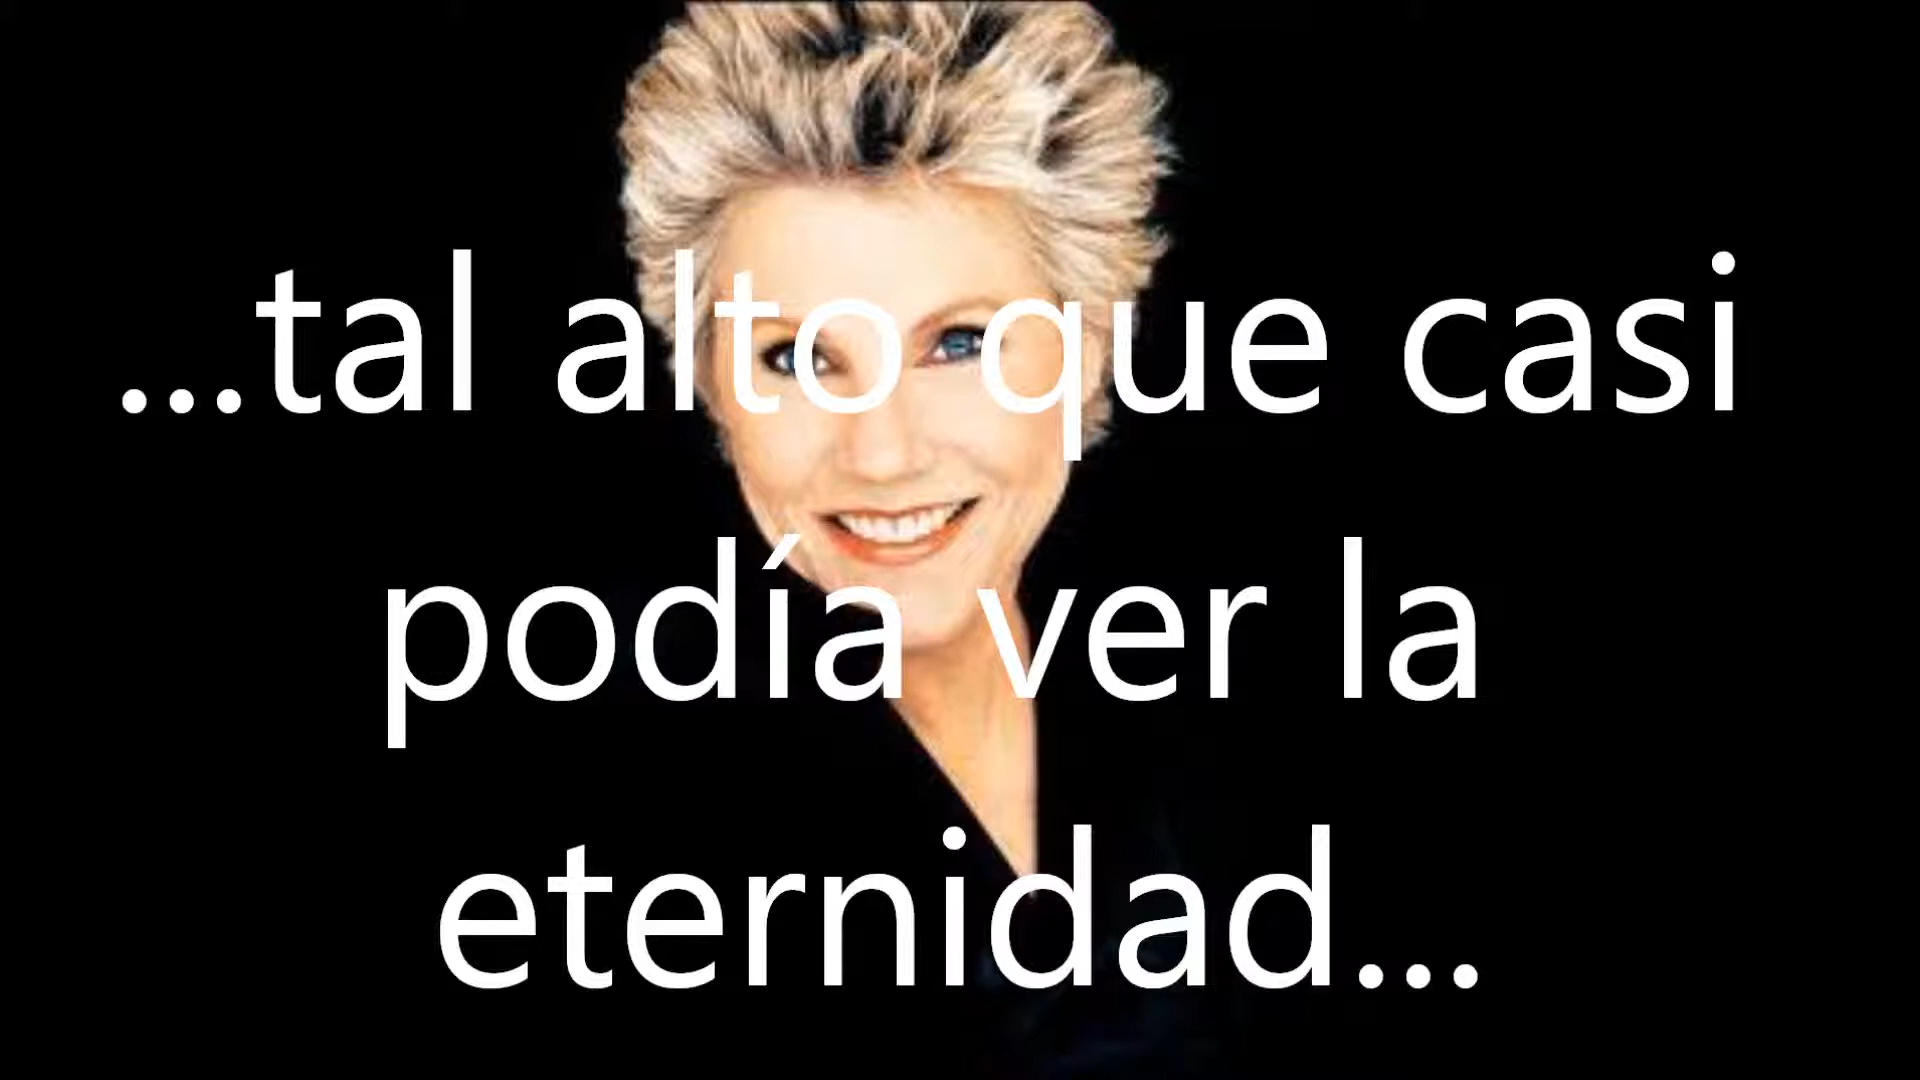 ...tal alto que casi
podía ver la
eternidad...